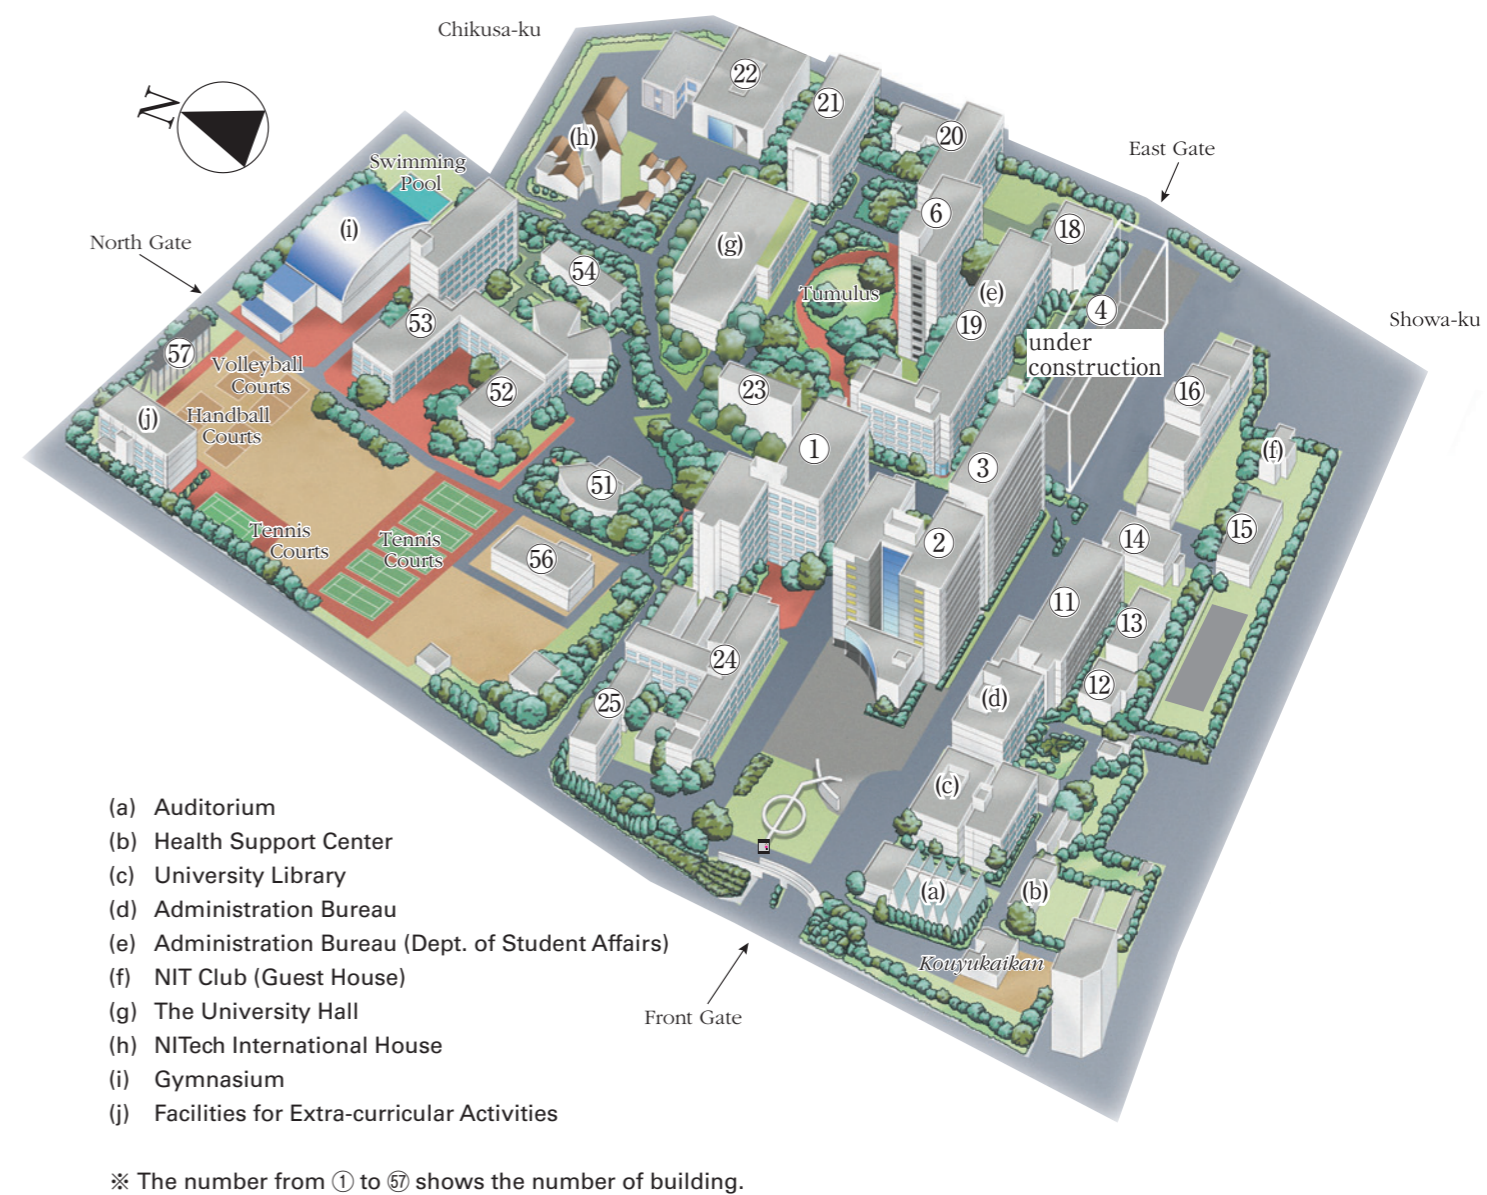 Chikusa-ku
N
22
21
20
(h)
East Gate
Swimming
Pool
6
18
(i)
(g)
North Gate
54
Tumulus
(e)
4
Showa-ku
53
19
under
construction
57
Volleyball
Courts
52
23
16
(j)
Handball
Courts
1
3
(f)
51
Tennis
Courts
Tennis
Courts
56
2
14
15
11
13
24
12
25
(d)
(c)
(a)
(b)
Kouyukaikan
Front Gate
(a) Auditorium
(b) Health Support Center
(c) University Library
(d) Administration Bureau
(e) Administration Bureau (Dept. of Student Affairs)
(f) NIT Club (Guest House)
(g) The University Hall
(h) NITech International House
(i) Gymnasium
(j) Facilities for Extra-curricular Activities
※ The number from ① to 57 shows the number of building.